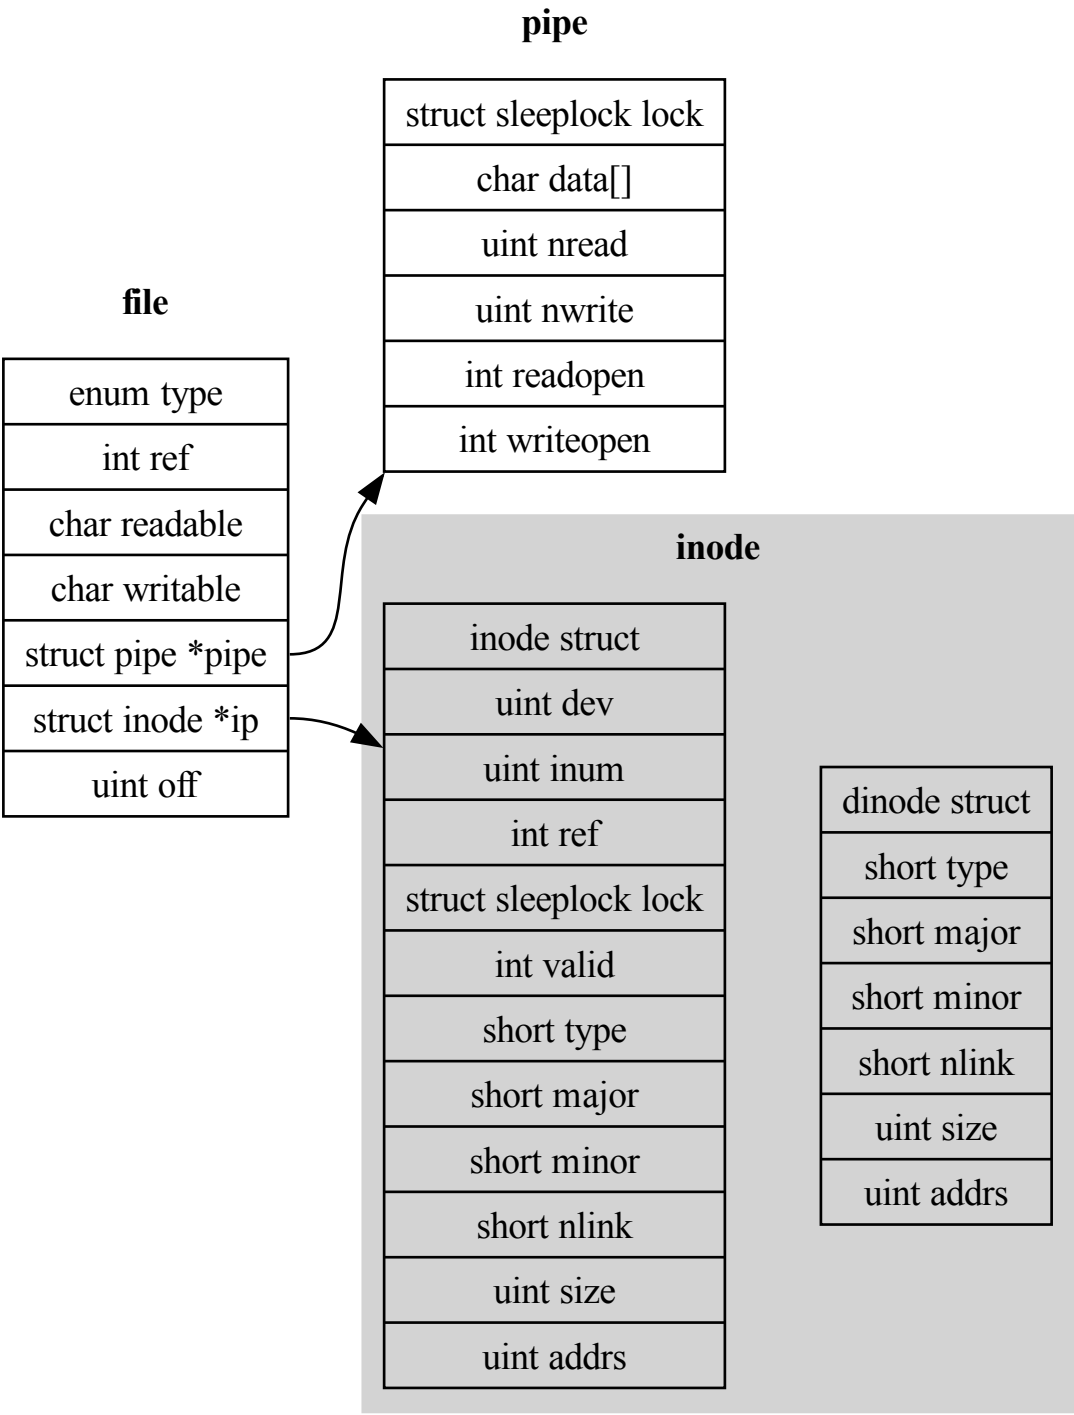 pipe
struct sleeplock lock
char data[]
uint nread
uint nwrite
int readopen
int writeopen
file
enum type
int ref
char readable
char writable
struct pipe *pipe
struct inode *ip
uint off
inode
inode struct
uint dev
uint inum
int ref
struct sleeplock lock
int valid
short type
short major
short minor
short nlink
uint size
uint addrs
dinode struct
short type
short major
short minor
short nlink
uint size
uint addrs